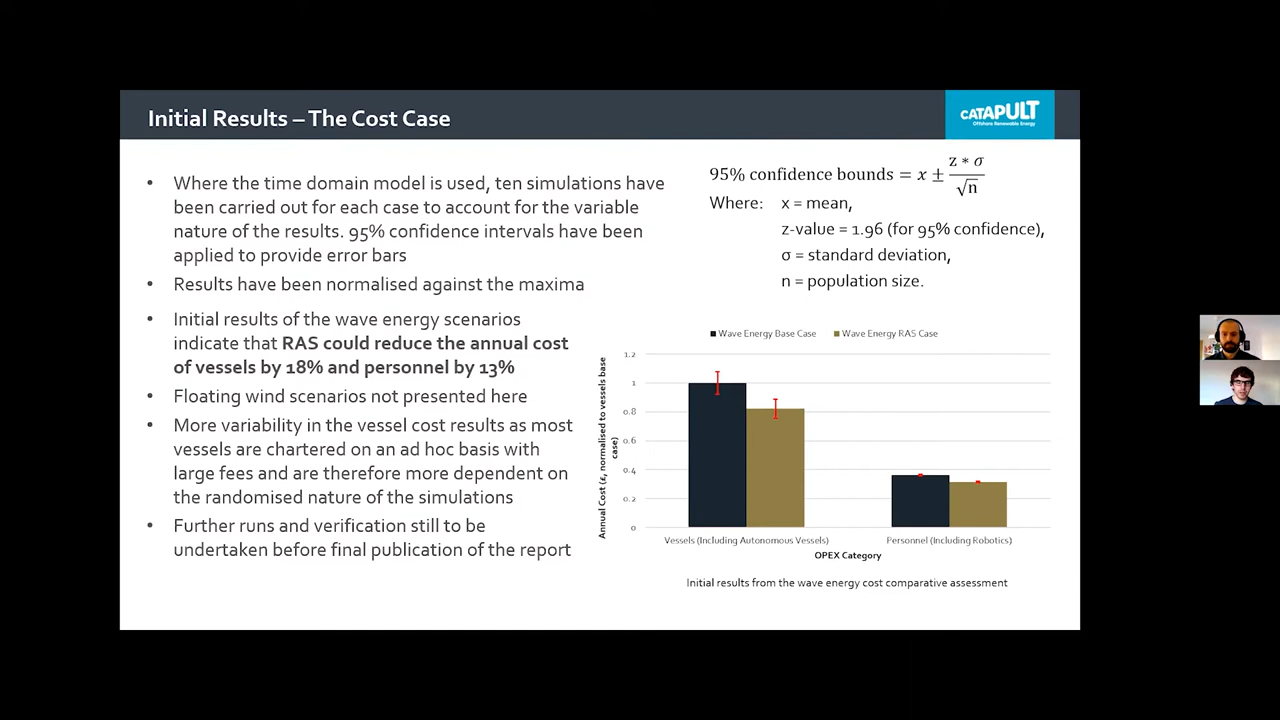 Initial Results – The Cost Case
CATAPULT
Offshore Renewable Energy
• Where the time domain model is used, ten simulations have
been carried out for each case to account for the variable
nature of the results. 95% confidence intervals have been
applied to provide error bars
• Results have been normalised against the maxima
• Initial results of the wave energy scenarios
indicate that RAS could reduce the annual cost
of vessels by 18% and personnel by 13%
• Floating wind scenarios not presented here
• More variability in the vessel cost results as most
vessels are chartered on an ad hoc basis with
large fees and are therefore more dependent on
the randomised nature of the simulations
• Further runs and verification still to be
undertaken before final publication of the report
95% confidence bounds = x ± z * σ / √n
Where: x = mean,
z-value = 1.96 (for 95% confidence),
σ = standard deviation,
n = population size.
Wave Energy Base Case Wave Energy RAS Case
Annual Cost (£, normalised to vessels base
case)
1.2
1
0.8
0.6
0.4
0.2
0
Vessels (Including Autonomous Vessels) Personnel (Including Robotics)
OPEX Category
Initial results from the wave energy cost comparative assessment